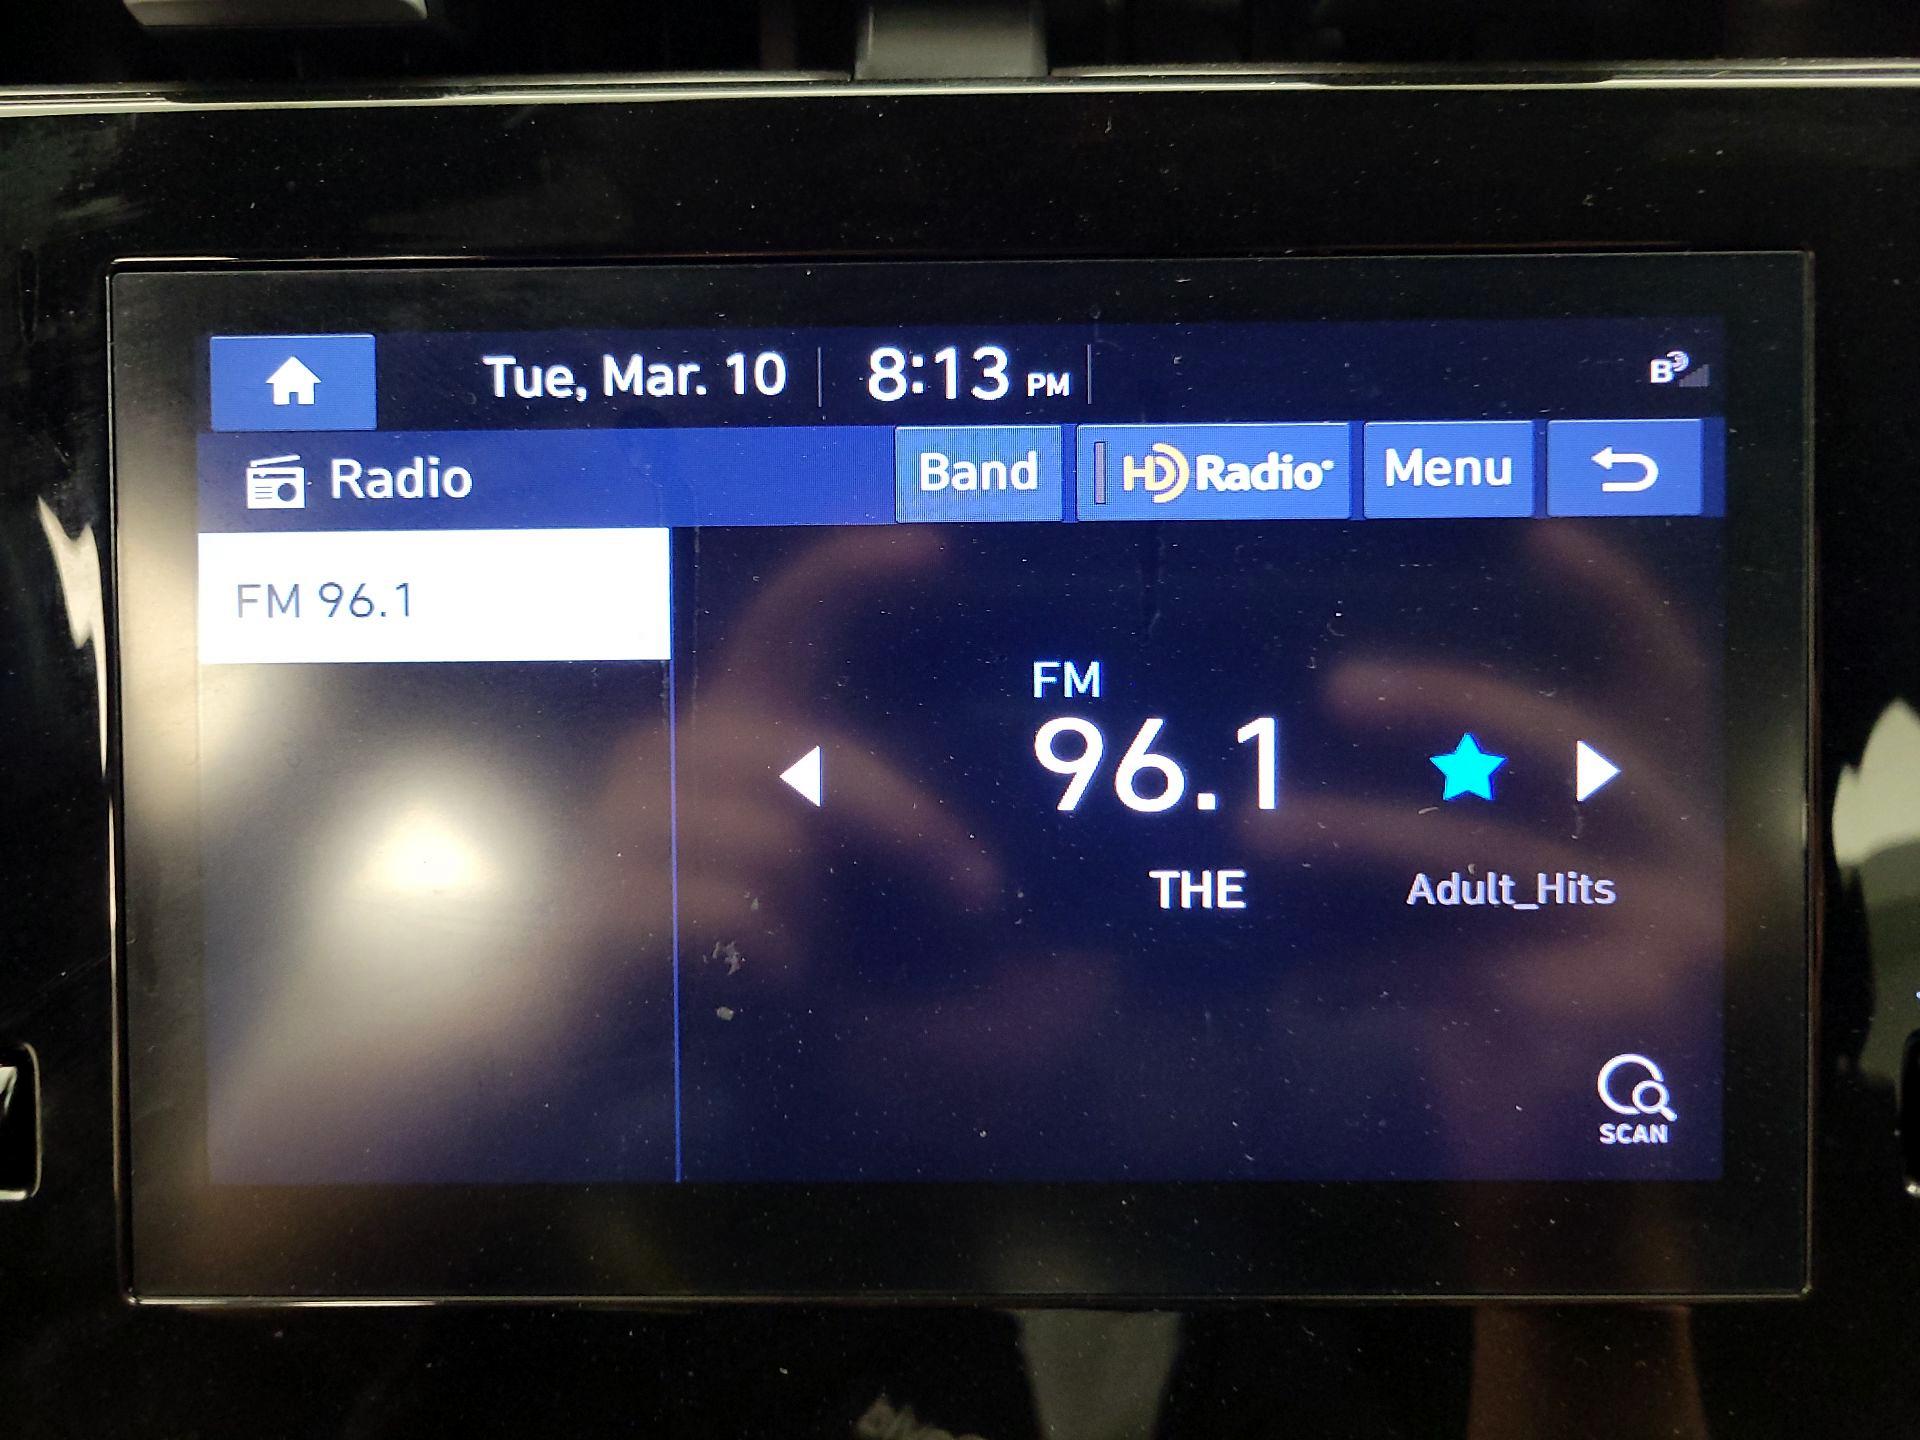 Tue, Mar. 10 8:13 PM B
Radio Band HD Radio Menu
FM 96.1
FM
96.1
THE Adult_Hits
SCAN